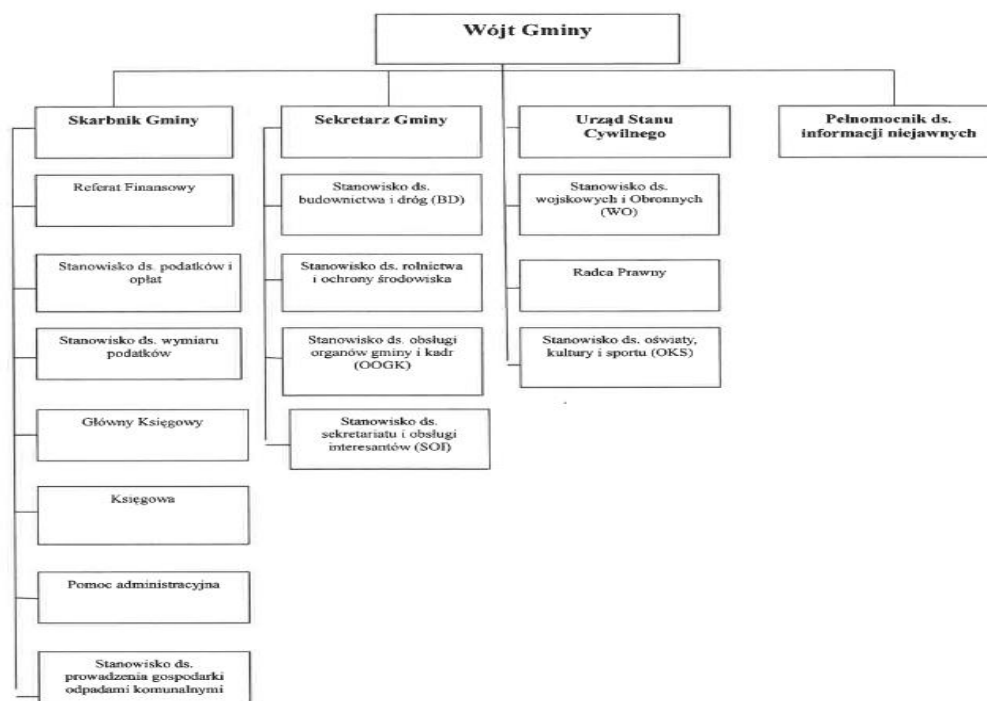 Wójt Gminy
Skarbnik Gminy
Referat Finansowy
Stanowisko ds. podatków i
opłat
Stanowisko ds. wymiaru
podatków
Główny Księgowy
Księgowa
Pomoc administracyjna
Stanowisko ds.
prowadzenia gospodarki
odpadami komunalnymi
Sekretarz Gminy
Stanowisko ds.
budownictwa i dróg (BD)
Stanowisko ds. rolnictwa
i ochrony środowiska
Stanowisko ds. obsługi
organów gminy i kadr
(OOGK)
Stanowisko ds.
sekretariatu i obsługi
interesantów (SOI)
Urząd Stanu
Cywilnego
Stanowisko ds.
wojskowych i Obronnych
(WO)
Radca Prawny
Stanowisko ds. oświaty,
kultury i sportu (OKS)
Pełnomocnik ds.
informacji niejawnych